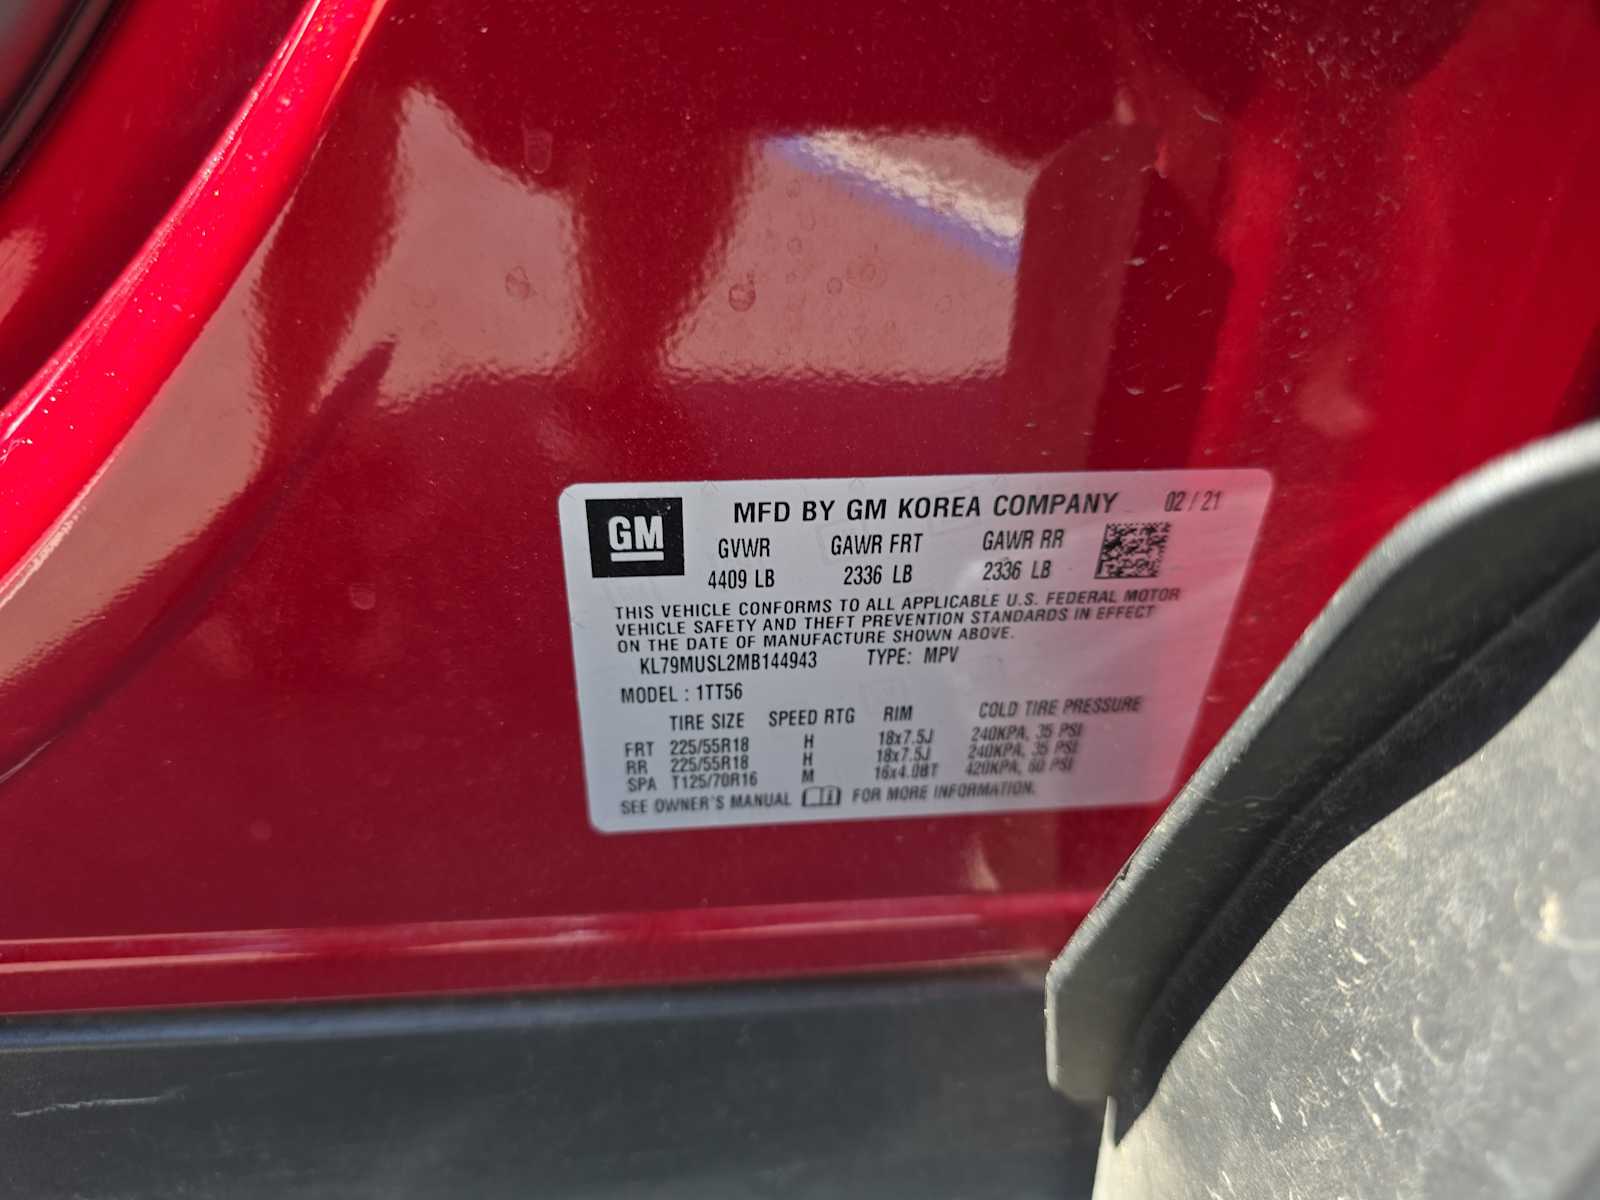 GM MFD BY GM KOREA COMPANY 02 / 21
GVWR GAWR FRT GAWR RR
4409 LB 2336 LB 2336 LB
THIS VEHICLE CONFORMS TO ALL APPLICABLE U.S. FEDERAL MOTOR
VEHICLE SAFETY AND THEFT PREVENTION STANDARDS IN EFFECT
ON THE DATE OF MANUFACTURE SHOWN ABOVE.
KL79MUSL2MB144943 TYPE: MPV
MODEL : 1TT56
TIRE SIZE SPEED RTG RIM COLD TIRE PRESSURE
FRT 225/55R18 H 18x7.5J 240KPA, 35 PSI
RR 225/55R18 H 18x7.5J 240KPA, 35 PSI
SPA T125/70R16 M 16x4.0BT 420KPA, 60 PSI
SEE OWNER'S MANUAL FOR MORE INFORMATION.